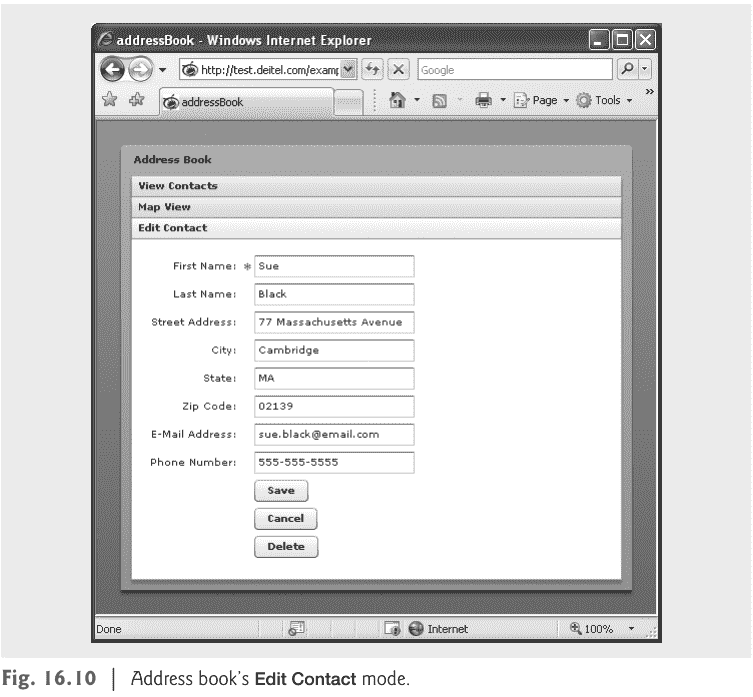 addressBook - Windows Internet Explorer
http://test.deitel.com/examp
Google
addressBook
Page
Tools
»
Address Book
View Contacts
Map View
Edit Contact
First Name: * Sue
Last Name: Black
Street Address: 77 Massachusetts Avenue
City: Cambridge
State: MA
Zip Code: 02139
E-Mail Address: sue.black@email.com
Phone Number: 555-555-5555
Save
Cancel
Delete
Done Internet 100%
Fig. 16.10 | Address book's Edit Contact mode.